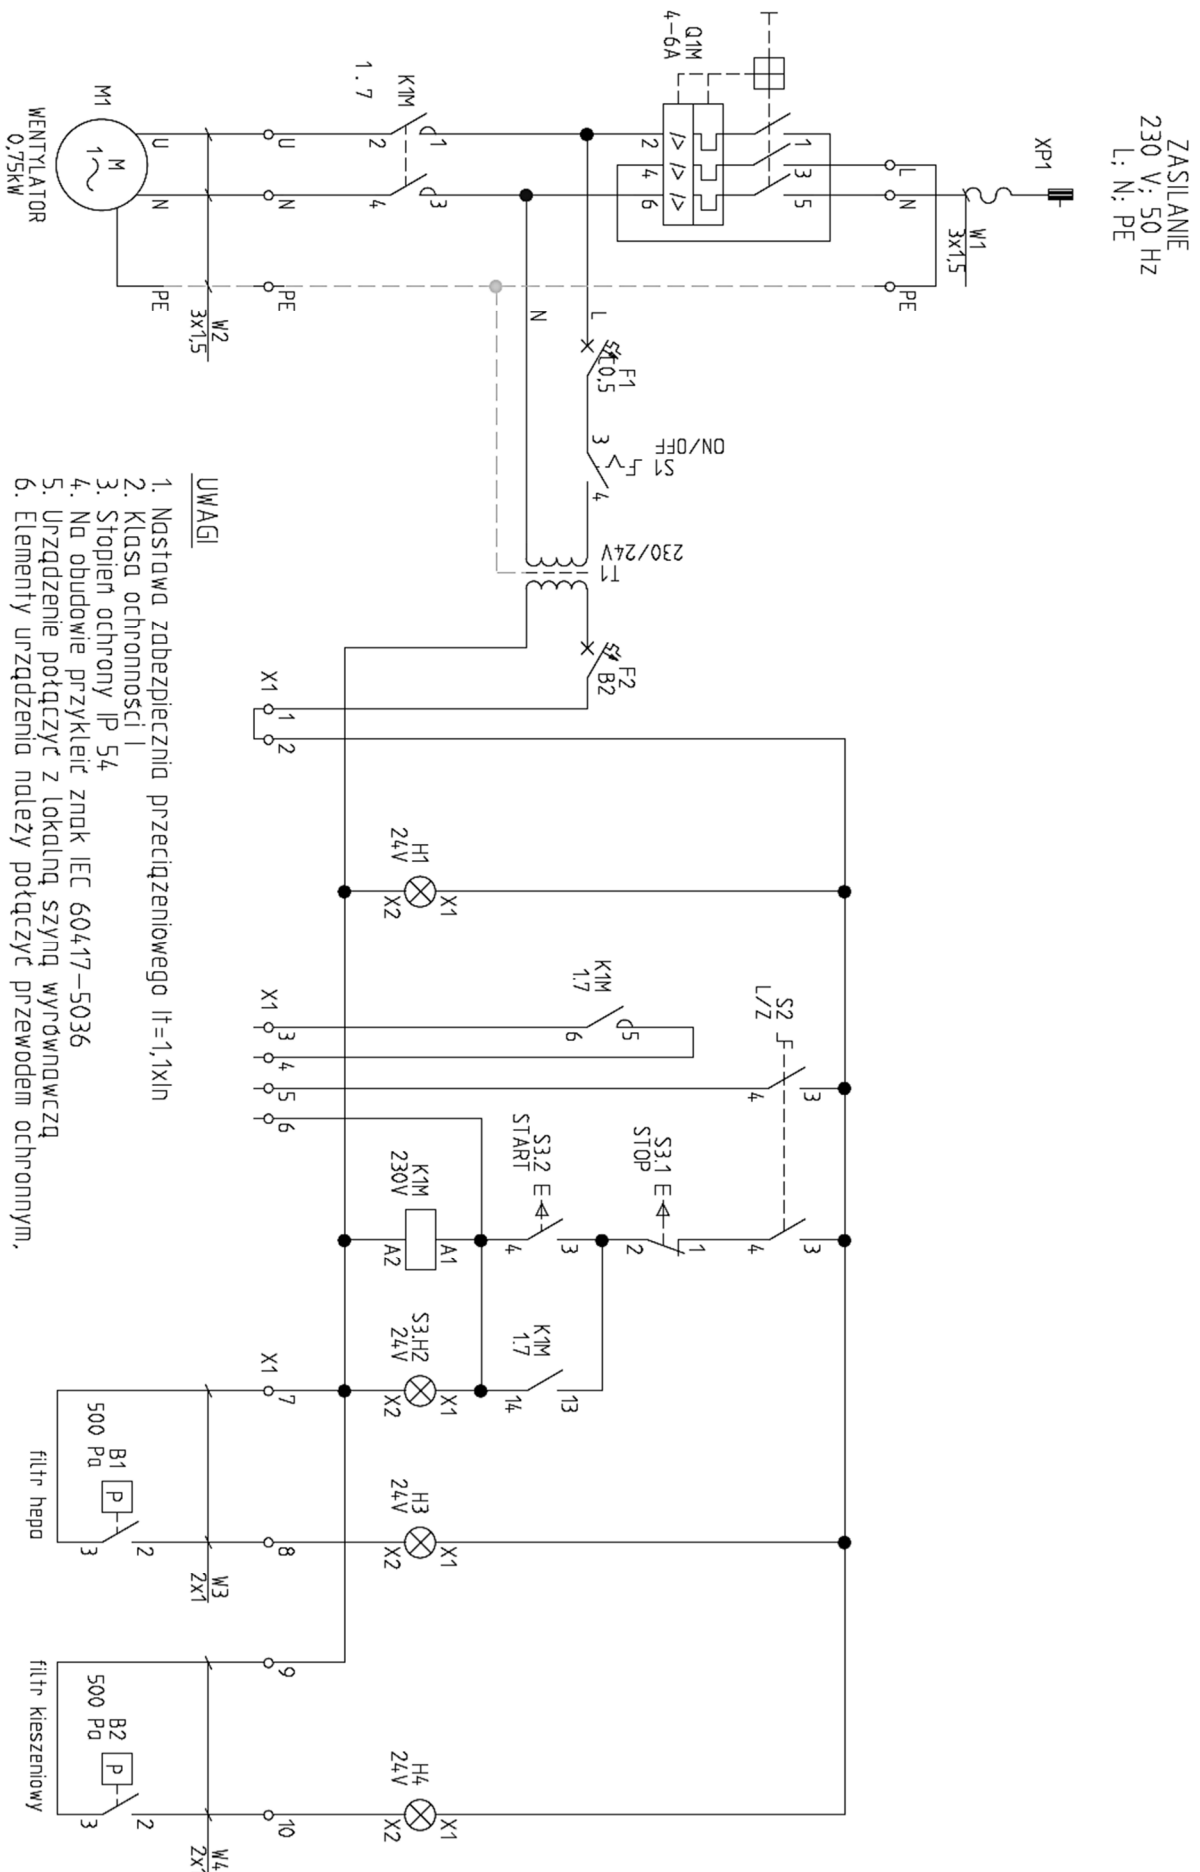 ZASILANIE
230 V; 50 Hz
L; N; PE
XP1
W1
3x1,5
L
N
PE
Q1M
4-6A
1
3
5
I>
I>
I>
2
4
6
K1M
1.7
1
2
3
4
U
N
PE
W2
3x1,5
U
N
PE
M1
M
1
WENTYLATOR
0,75kW
L
N
F1
C0,5
3
4
S1
ON/OFF
T1
230/24V
F2
B2
X1
1
2
H1
24V
X1
X2
X1
3
4
5
6
K1M
1.7
5
6
S2
L/Z
3
4
3
4
S3.1
STOP
1
2
S3.2
START
3
4
K1M
230V
A1
A2
K1M
1.7
13
14
S3.H2
24V
X1
X2
X1
7
8
H3
24V
X1
X2
W3
2x1
B1
500 Pa
P
2
3
filtr hepa
9
10
H4
24V
X1
X2
W4
B2
500 Pa
P
2
3
filtr kieszeniowy
UWAGI
1. Nastawa zabezpiecznia przeciążeniowego It=1,1xIn
2. Klasa ochronności I
3. Stopień ochrony IP 54
4. Na obudowie przykleić znak IEC 60417-5036
5. Urządzenie połączyć z lokalną szyną wyrównawczą
6. Elementy urządzenia należy połączyć przewodem ochronnym,